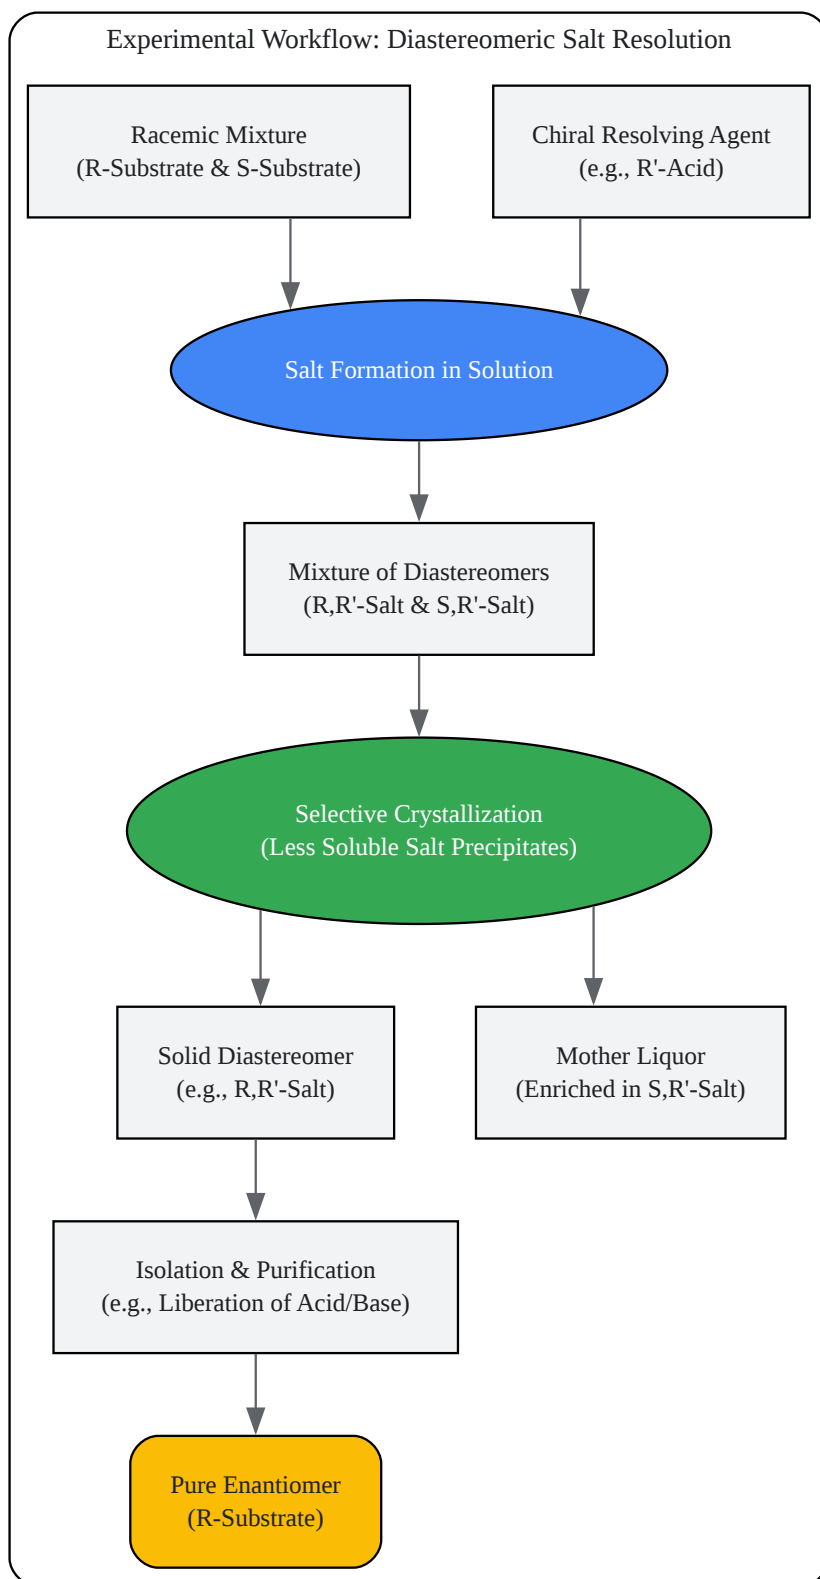 Experimental Workflow: Diastereomeric Salt Resolution
Racemic Mixture
(R-Substrate & S-Substrate)
Chiral Resolving Agent
(e.g., R'-Acid)
Salt Formation in Solution
Mixture of Diastereomers
(R,R'-Salt & S,R'-Salt)
Selective Crystallization
(Less Soluble Salt Precipitates)
Solid Diastereomer
(e.g., R,R'-Salt)
Mother Liquor
(Enriched in S,R'-Salt)
Isolation & Purification
(e.g., Liberation of Acid/Base)
Pure Enantiomer
(R-Substrate)